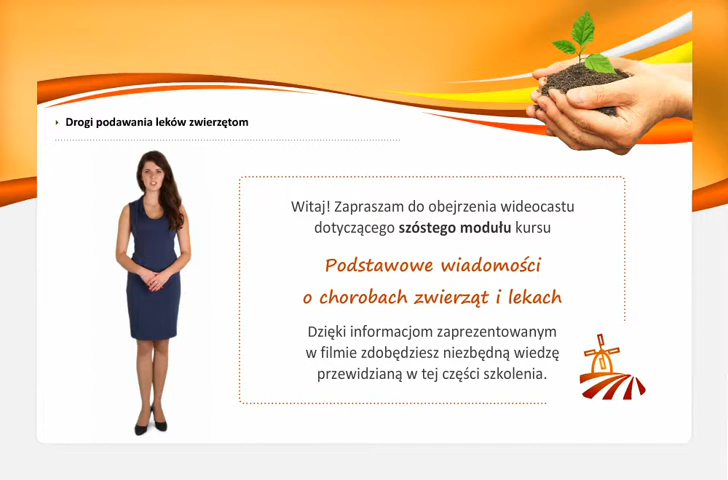 Drogi podawania leków zwierzętom
Witaj! Zapraszam do obejrzenia wideocastu
dotyczącego szóstego modułu kursu
Podstawowe wiadomości
o chorobach zwierząt i lekach
Dzięki informacjom zaprezentowanym
w filmie zdobędziesz niezbędną wiedzę
przewidzianą w tej części szkolenia.